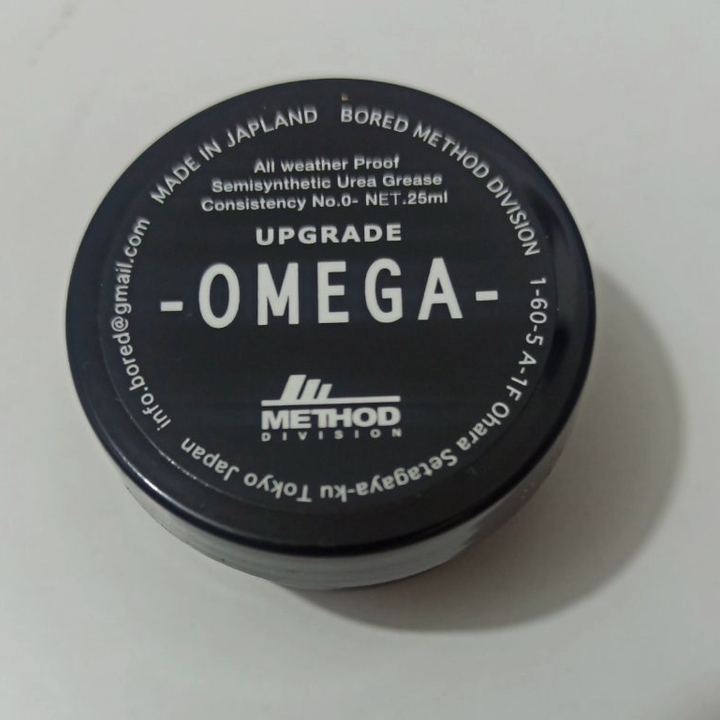 MADE IN JAPLAND
BORED METHOD DIVISION
1-60-5 A-1F Ohara Setagaya-ku Tokyo Japan
info.bored@gmail.com
All weather Proof
Semisynthetic Urea Grease
Consistency No.0- NET.25ml
UPGRADE
-OMEGA-
METHOD
DIVISION